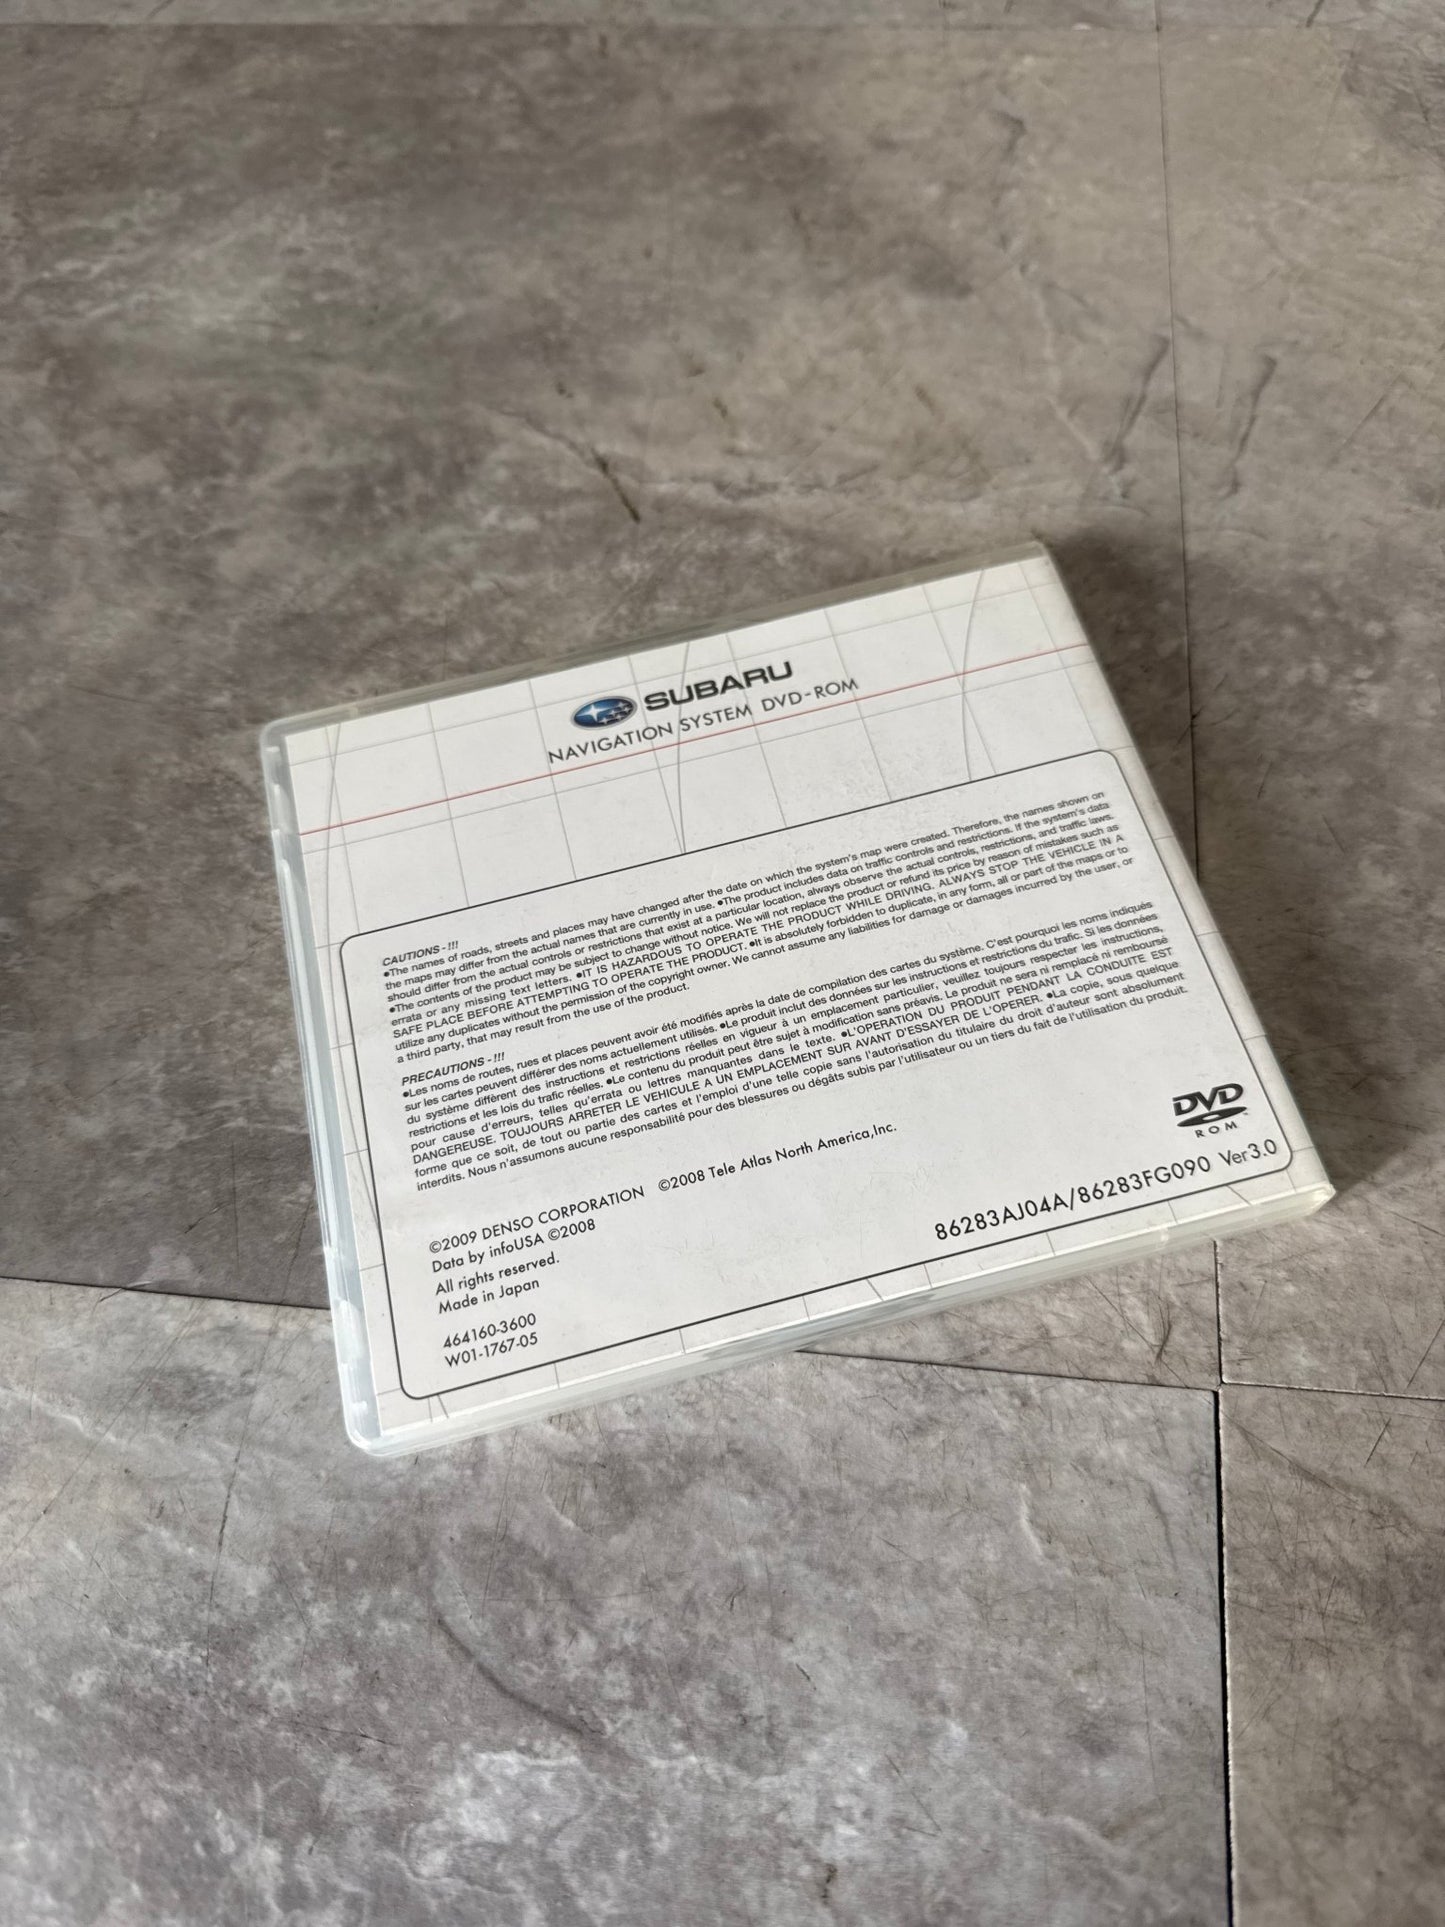 SUBARU
NAVIGATION SYSTEM DVD-ROM
CAUTIONS - !!!
●The names of roads, streets and places may have changed after the date on which the system's map were created. Therefore, the names shown on
the maps may differ from the actual names that are currently in use. ●The product includes data on traffic controls and restrictions. If the system's data
should differ from the actual controls or restrictions that exist at a particular location, always observe the actual controls, restrictions, and traffic laws.
●The contents of the product may be subject to change without notice. We will not replace the product or refund its price by reason of mistakes such as
errata or any missing text letters. ●IT IS HAZARDOUS TO OPERATE THE PRODUCT WHILE DRIVING. ALWAYS STOP THE VEHICLE IN A
SAFE PLACE BEFORE ATTEMPTING TO OPERATE THE PRODUCT. ●It is absolutely forbidden to duplicate, in any form, all or part of the maps or to
utilize any duplicates without the permission of the copyright owner. We cannot assume any liabilities for damage or damages incurred by the user, or
a third party, that may result from the use of the product.
PRECAUTIONS - !!!
●Les noms de routes, rues et places peuvent avoir été modifiés après la date de compilation des cartes du système. C'est pourquoi les noms indiqués
sur les cartes peuvent différer des noms actuellement utilisés. ●Le produit inclut des données sur les instructions et restrictions du trafic. Si les données
du système diffèrent des instructions et restrictions réelles en vigueur à un emplacement particulier, veuillez toujours respecter les instructions,
restrictions et les lois du trafic réelles. ●Le contenu du produit peut être sujet à modification sans préavis. Le produit ne sera ni remplacé ni remboursé
pour cause d'erreurs, telles qu'errata ou lettres manquantes dans le texte. ●L'OPERATION DU PRODUIT PENDANT LA CONDUITE EST
DANGEREUSE. TOUJOURS ARRETER LE VEHICULE A UN EMPLACEMENT SUR AVANT D'ESSAYER DE L'OPERER. ●La copie, sous quelque
forme que ce soit, de tout ou partie des cartes et l'emploi d'une telle copie sans l'autorisation du titulaire du droit d'auteur sont absolument
interdits. Nous n'assumons aucune responsabilité pour des blessures ou dégâts subis par l'utilisateur ou un tiers du fait de l'utilisation du produit.
©2009 DENSO CORPORATION ©2008 Tele Atlas North America,Inc.
Data by infoUSA ©2008
All rights reserved.
Made in Japan
464160-3600
W01-1767-05
DVD
ROM
86283AJ04A/86283FG090 Ver3.0